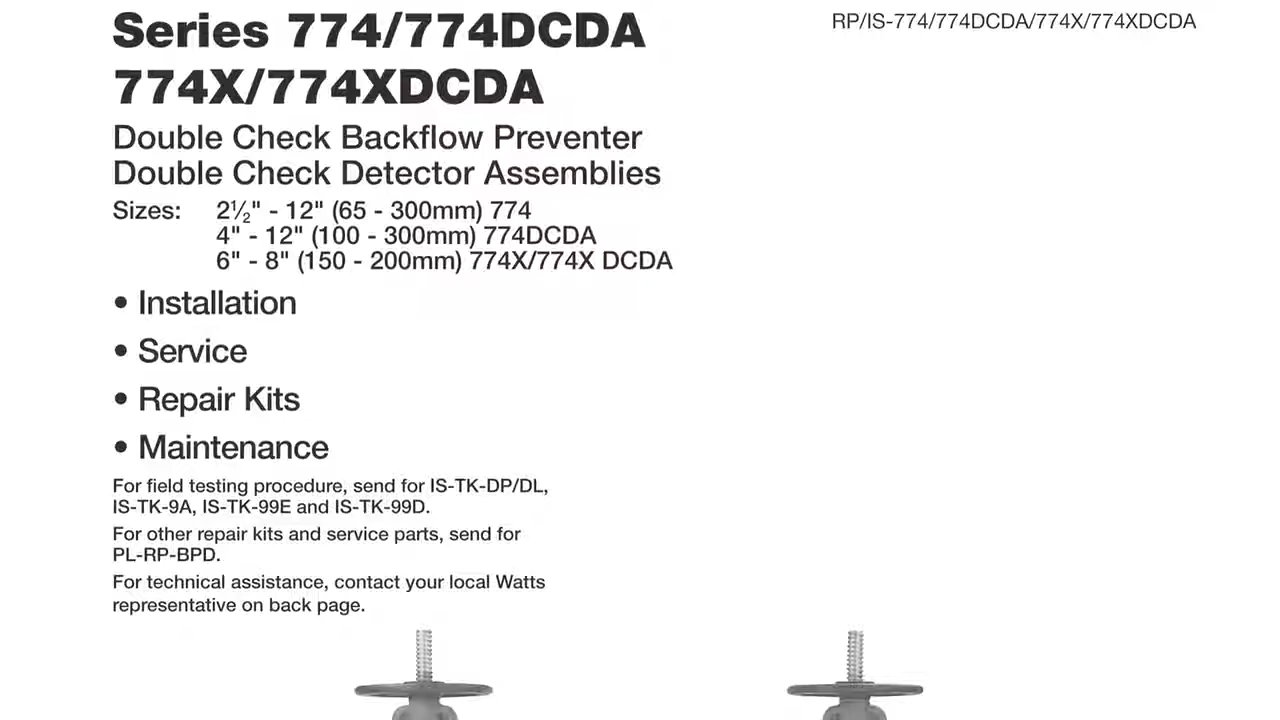 Series 774/774DCDA
RP/IS-774/774DCDA/774X/774XDCDA
774X/774XDCDA
Double Check Backflow Preventer
Double Check Detector Assemblies
Sizes: 2½" - 12" (65 - 300mm) 774
4" - 12" (100 - 300mm) 774DCDA
6" - 8" (150 - 200mm) 774X/774X DCDA
• Installation
• Service
• Repair Kits
• Maintenance
For field testing procedure, send for IS-TK-DP/DL,
IS-TK-9A, IS-TK-99E and IS-TK-99D.
For other repair kits and service parts, send for
PL-RP-BPD.
For technical assistance, contact your local Watts
representative on back page.